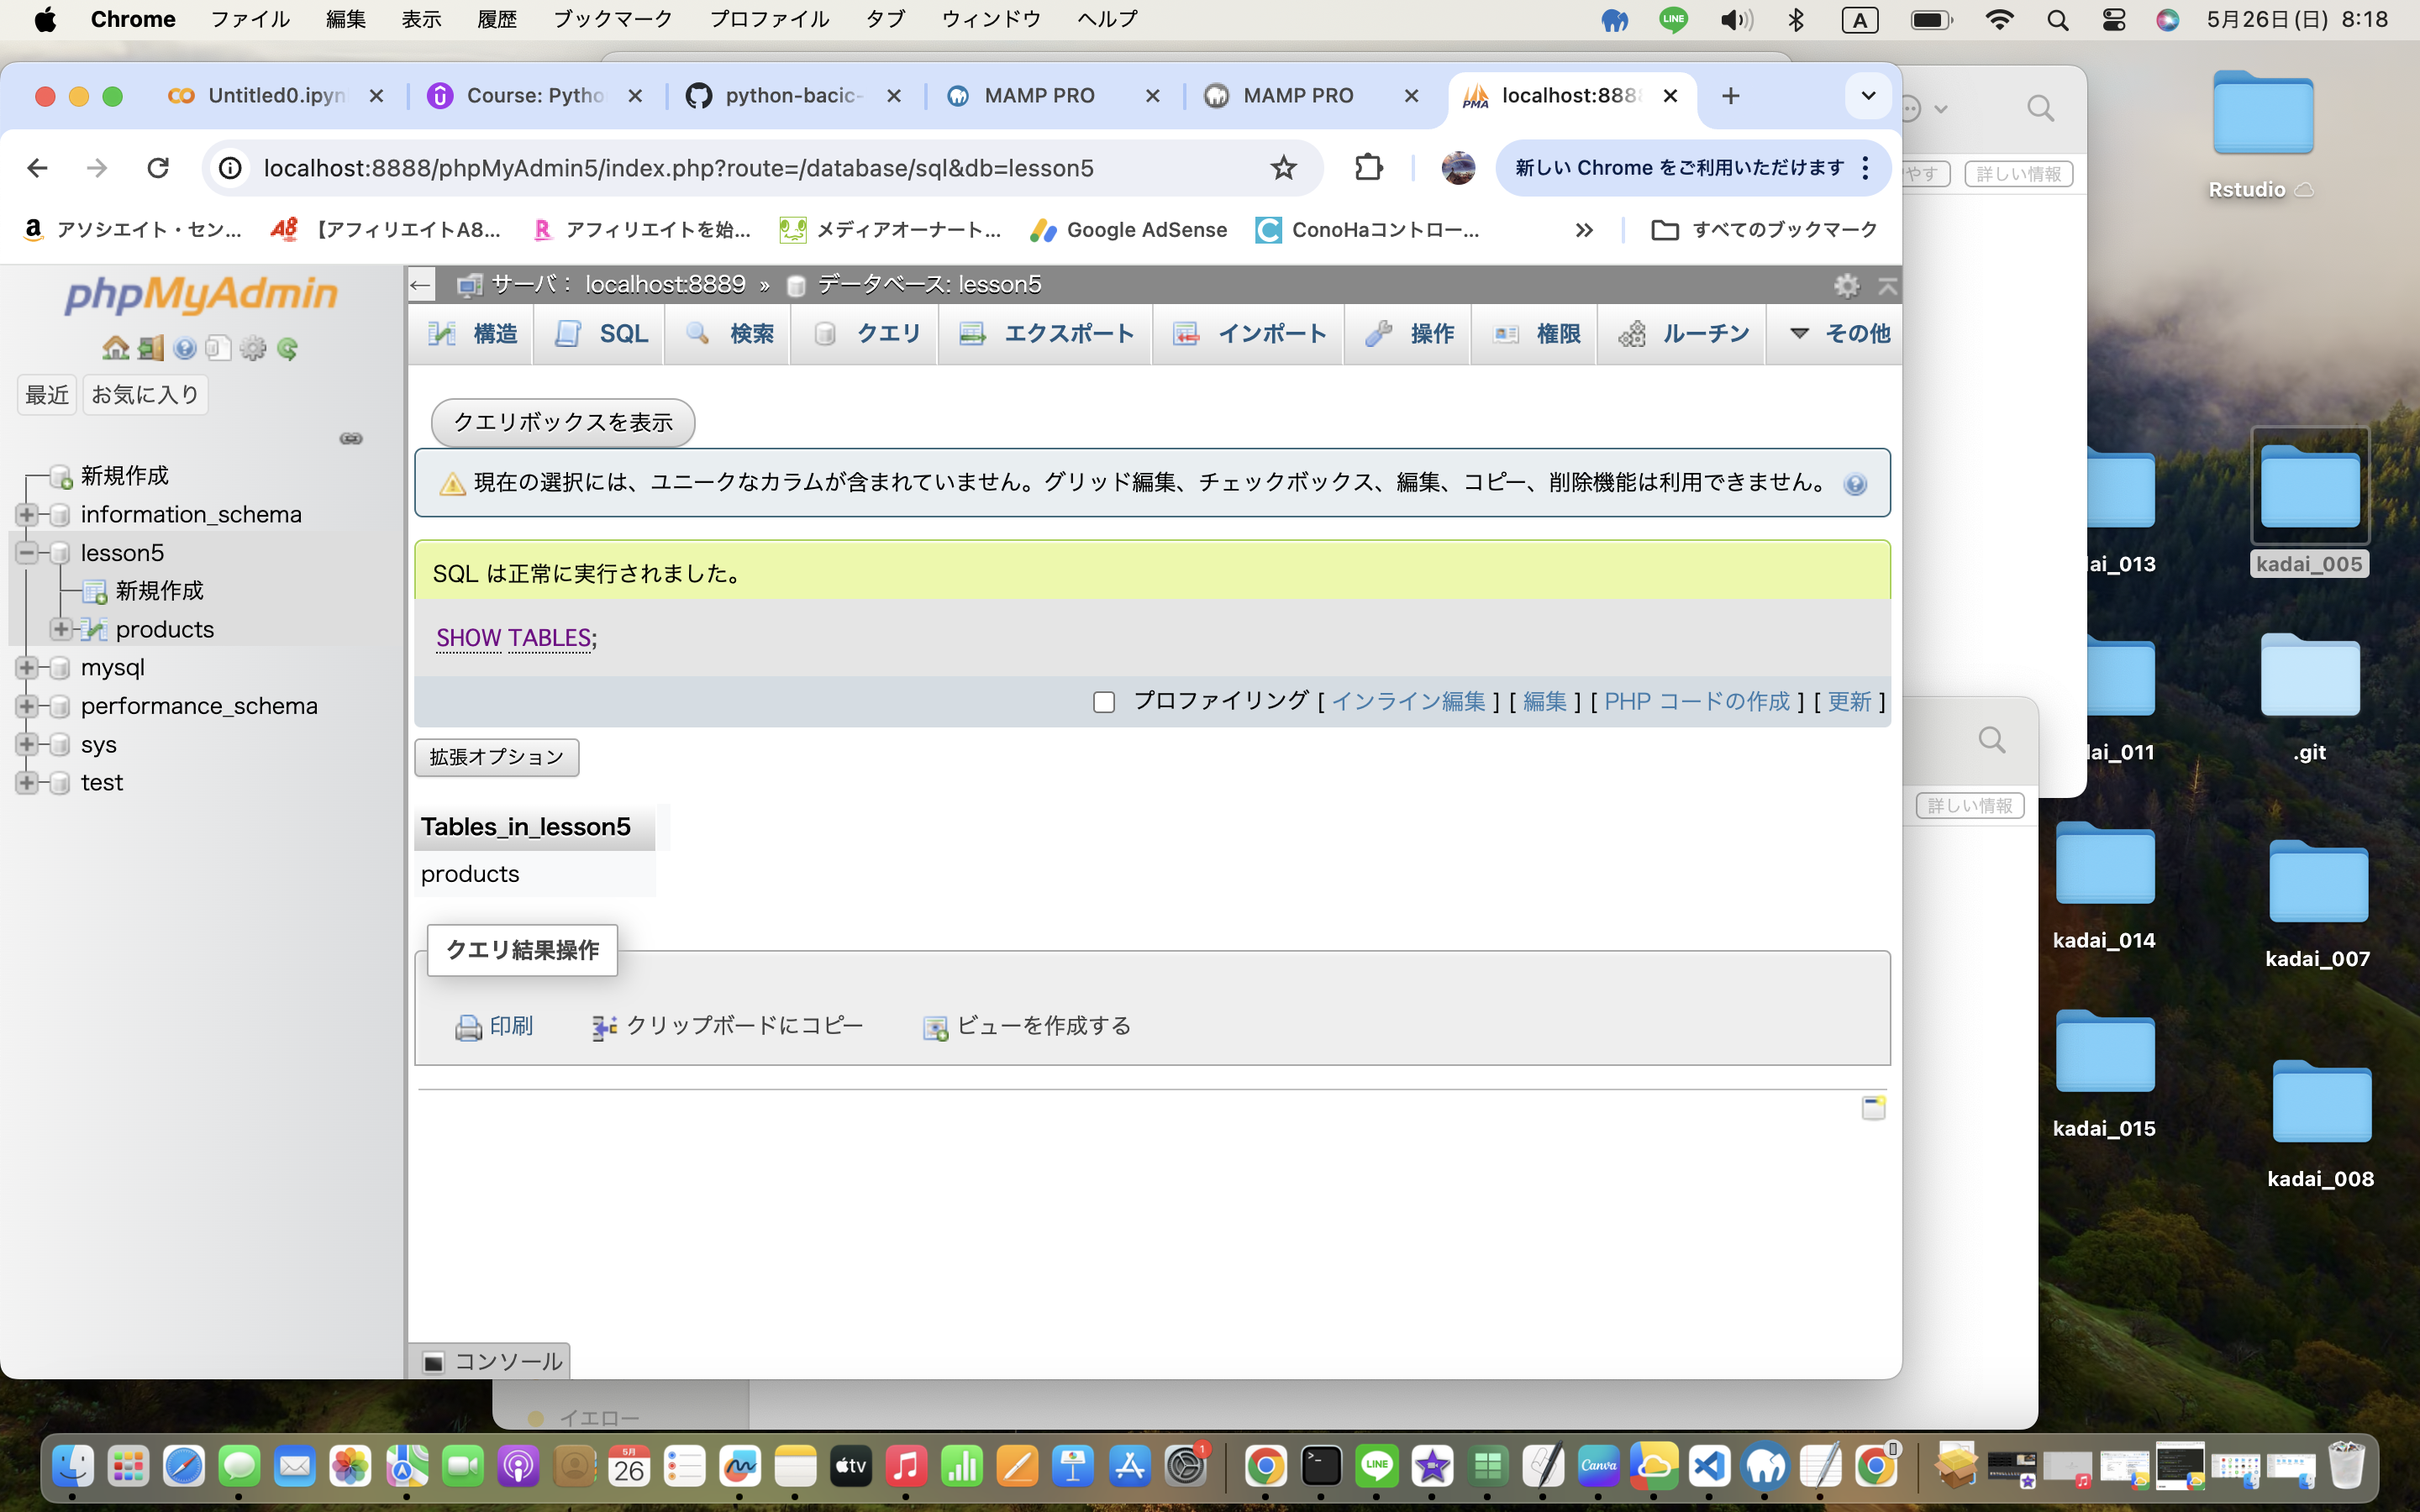 Chrome ファイル 編集 表示 履歴 ブックマーク プロファイル タブ ウィンドウ ヘルプ LINE A 5月26日(日) 8:18
Untitled0.ipyn Course: Pytho python-bacic- MAMP PRO MAMP PRO PMA localhost:888
localhost:8888/phpMyAdmin5/index.php?route=/database/sql&db=lesson5 新しい Chrome をご利用いただけます
アソシエイト・セン... 【アフィリエイトA8... アフィリエイトを始... メディアオーナート... Google AdSense ConoHaコントロー... » すべてのブックマーク
phpMyAdmin
最近 お気に入り
新規作成
information_schema
lesson5
新規作成
products
mysql
performance_schema
sys
test
サーバ: localhost:8889 » データベース: lesson5
構造 SQL 検索 クエリ エクスポート インポート 操作 権限 ルーチン その他
クエリボックスを表示
現在の選択には、ユニークなカラムが含まれていません。グリッド編集、チェックボックス、編集、コピー、削除機能は利用できません。
SQL は正常に実行されました。
SHOW TABLES;
プロファイリング [ インライン編集 ] [ 編集 ] [ PHP コードの作成 ] [ 更新 ]
拡張オプション
Tables_in_lesson5
products
クエリ結果操作
印刷 クリップボードにコピー ビューを作成する
コンソール
やす 詳しい情報
詳しい情報
イエロー
Rstudio
ai_013
kadai_005
ai_011
.git
kadai_014
kadai_007
kadai_015
kadai_008
5月
26
tv
1
LINE
Canva